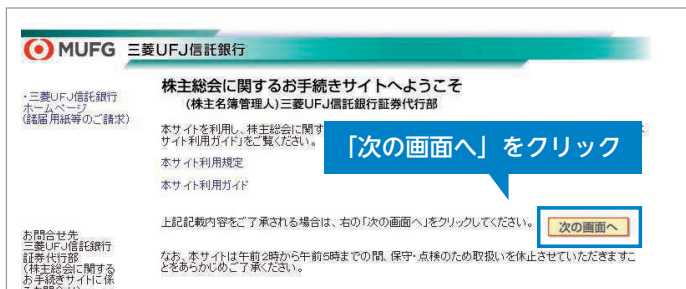 MUFG 三菱UFJ信託銀行
・三菱UFJ信託銀行
ホームページ
(諸届用紙等のご請求)
株主総会に関するお手続きサイトへようこそ
(株主名簿管理人)三菱UFJ信託銀行証券代行部
本サイトを利用し、株主総会に関す
サイト利用ガイド」をご覧ください。
「次の画面へ」をクリック
本サイト利用規定
本サイト利用ガイド
上記記載内容をご了承される場合は、右の「次の画面へ」をクリックしてください。
次の画面へ
なお、本サイトは午前2時から午前5時までの間、保守・点検のため取扱いを休止させていただきますこ
とをあらかじめご了承ください。
お問合せ先
三菱UFJ信託銀行
証券代行部
(株主総会に関する
お手続きサイトに係